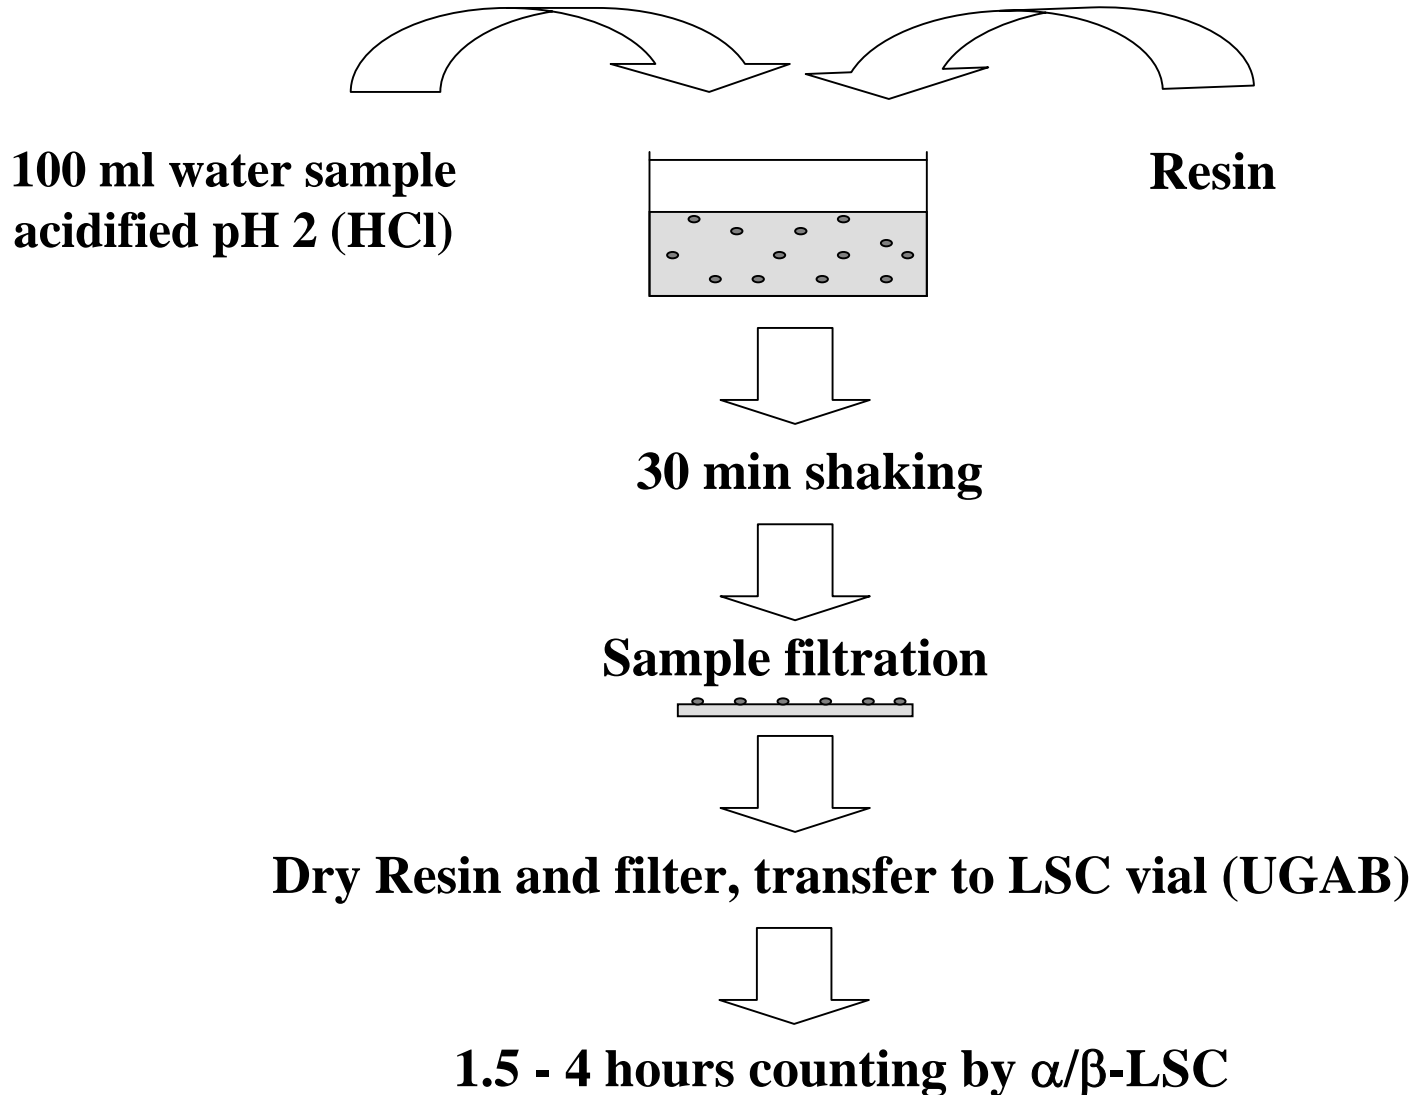 100 ml water sample
acidified pH 2 (HCl)
Resin
30 min shaking
Sample filtration
Dry Resin and filter, transfer to LSC vial (UGAB)
1.5 - 4 hours counting by α/β-LSC